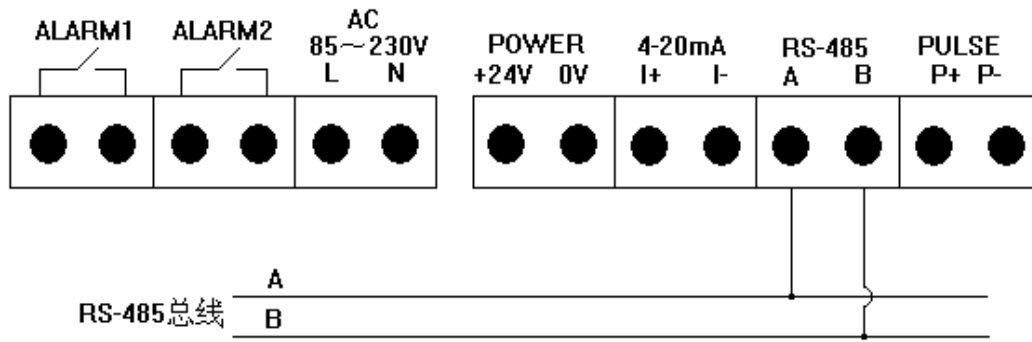 ALARM1 ALARM2 AC
85～230V
L N
POWER
+24V 0V
4-20mA
I+ I-
RS-485
A B
PULSE
P+ P-
A
RS-485总线
B